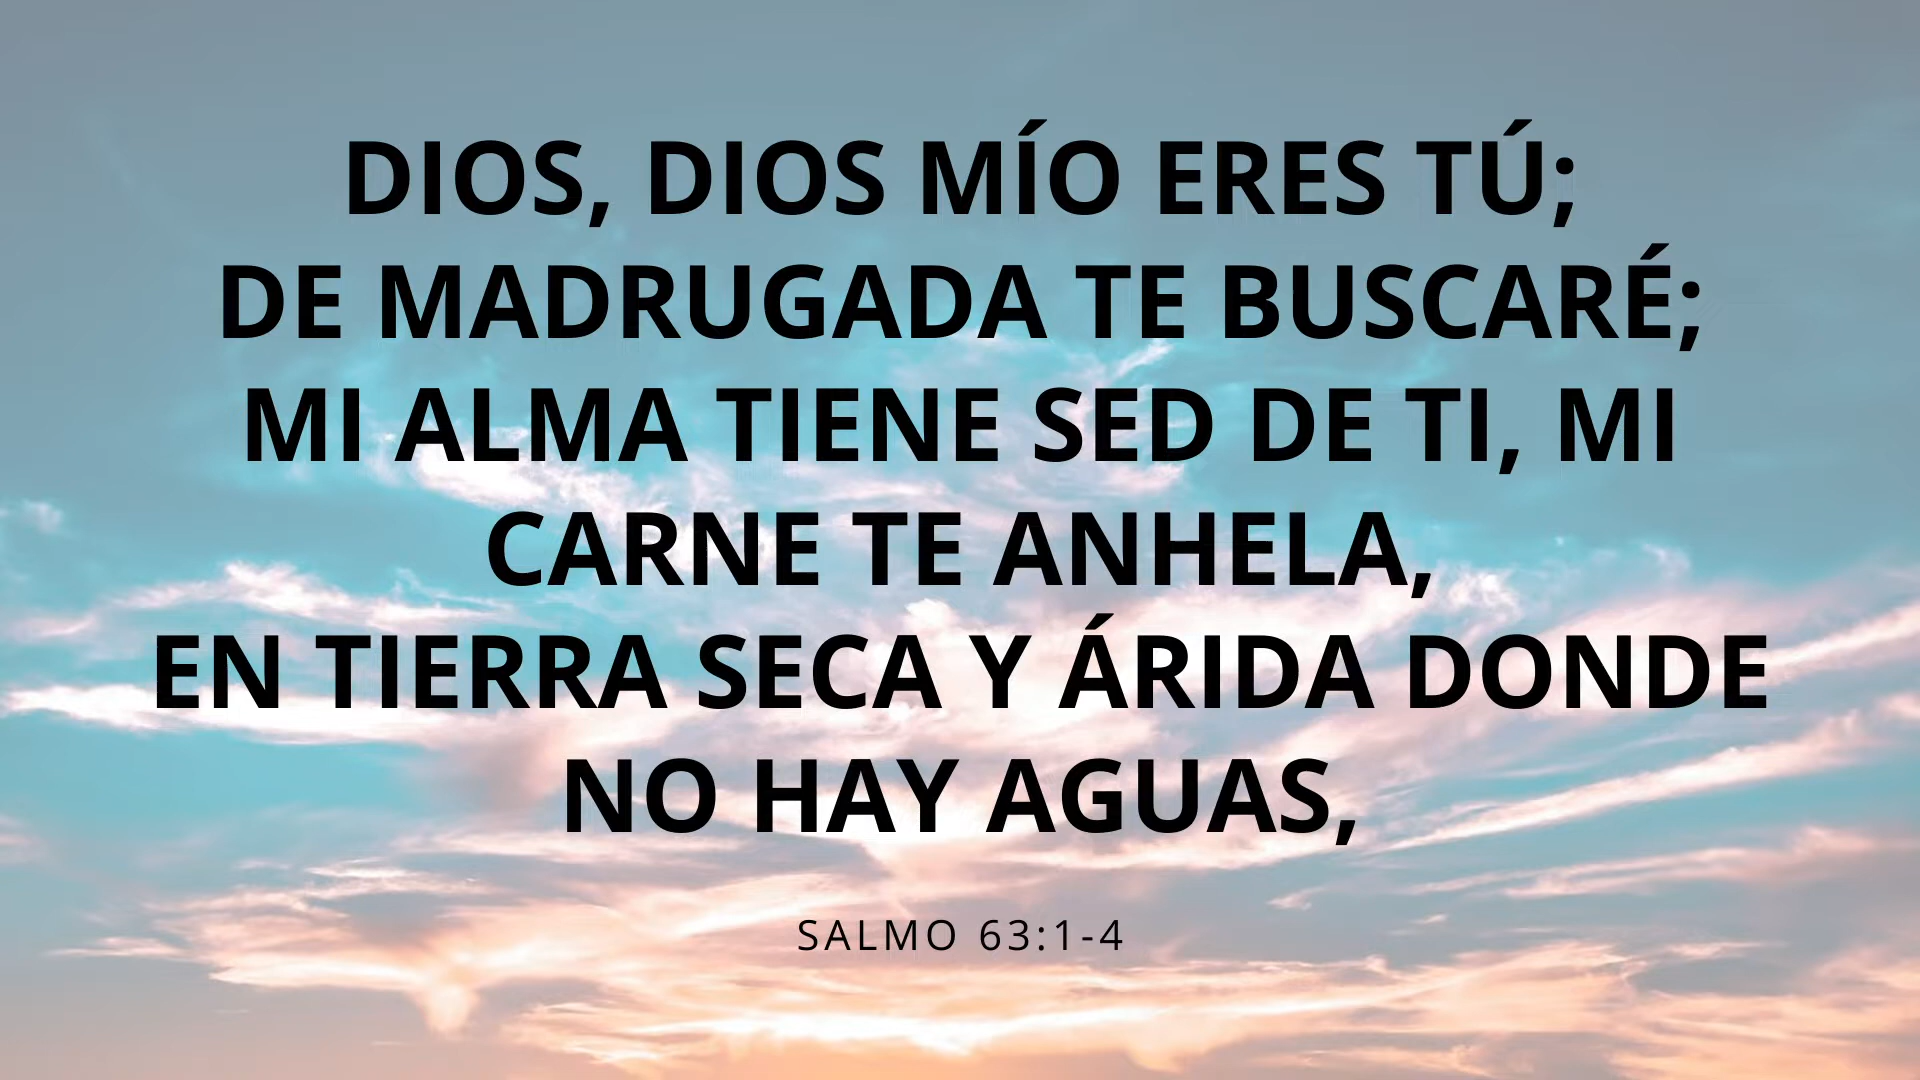 DIOS, DIOS MÍO ERES TÚ;
DE MADRUGADA TE BUSCARÉ;
MI ALMA TIENE SED DE TI, MI
CARNE TE ANHELA,
EN TIERRA SECA Y ÁRIDA DONDE
NO HAY AGUAS,
SALMO 63:1-4